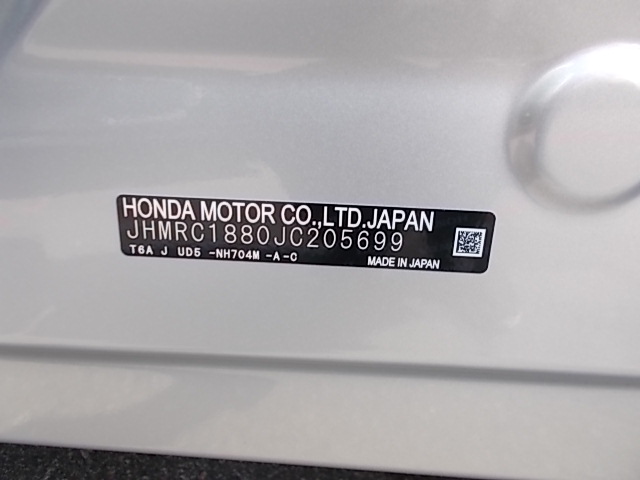 HONDA MOTOR CO.,LTD.JAPAN
JHMRC1880JC205699
T6A J UD5 -NH704M -A-C
MADE IN JAPAN